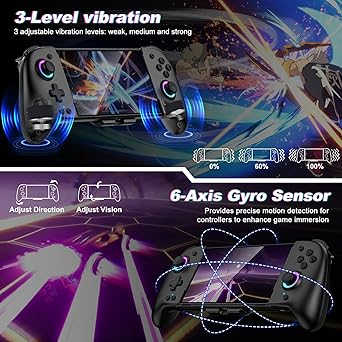 3-Level vibration
3 adjustable vibration levels: weak, medium and strong
0%
60%
100%
6-Axis Gyro Sensor
Adjust Direction
Adjust Vision
Provides precise motion detection for
controllers to enhance game immersion